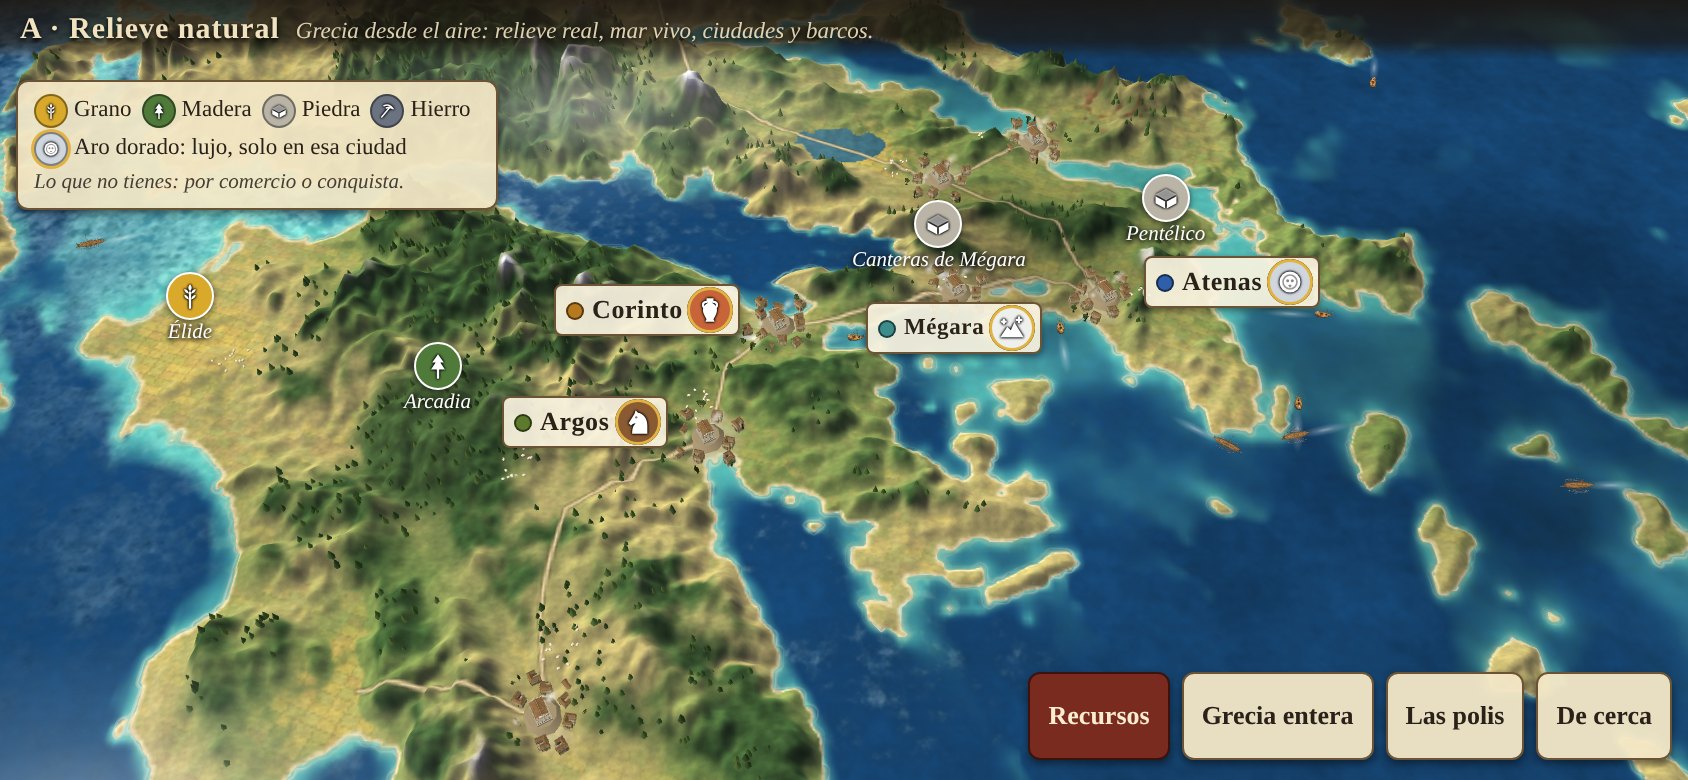 A · Relieve natural Grecia desde el aire: relieve real, mar vivo, ciudades y barcos.
Grano Madera Piedra Hierro
Aro dorado: lujo, solo en esa ciudad
Lo que no tienes: por comercio o conquista.
Pentélico
Canteras de Mégara
Atenas
Élide
Corinto
Mégara
Arcadia
Argos
Recursos
Grecia entera
Las polis
De cerca